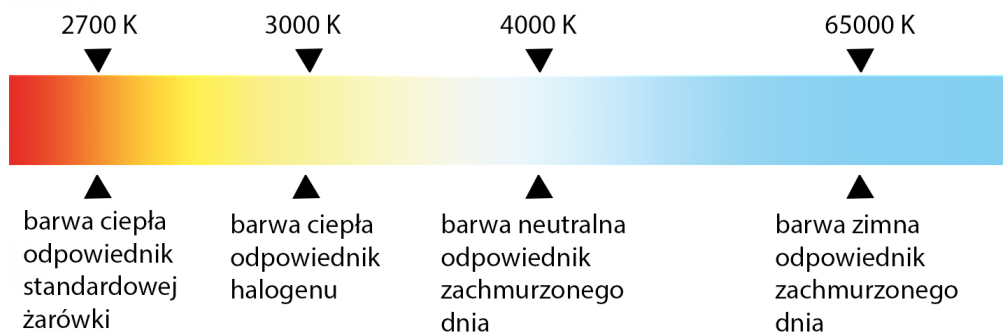 2700 K
3000 K
4000 K
65000 K
barwa ciepła
odpowiednik
standardowej
żarówki
barwa ciepła
odpowiednik
halogenu
barwa neutralna
odpowiednik
zachmurzonego
dnia
barwa zimna
odpowiednik
zachmurzonego
dnia